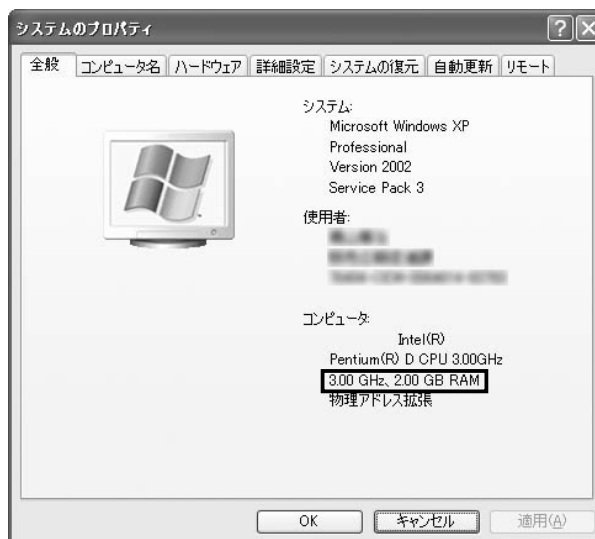 システムのプロパティ
全般 コンピュータ名 ハードウェア 詳細設定 システムの復元 自動更新 リモート
システム:
Microsoft Windows XP
Professional
Version 2002
Service Pack 3
使用者:
コンピュータ:
Intel(R)
Pentium(R) D CPU 3.00GHz
3.00 GHz、2.00 GB RAM
物理アドレス拡張
OK キャンセル 適用(A)